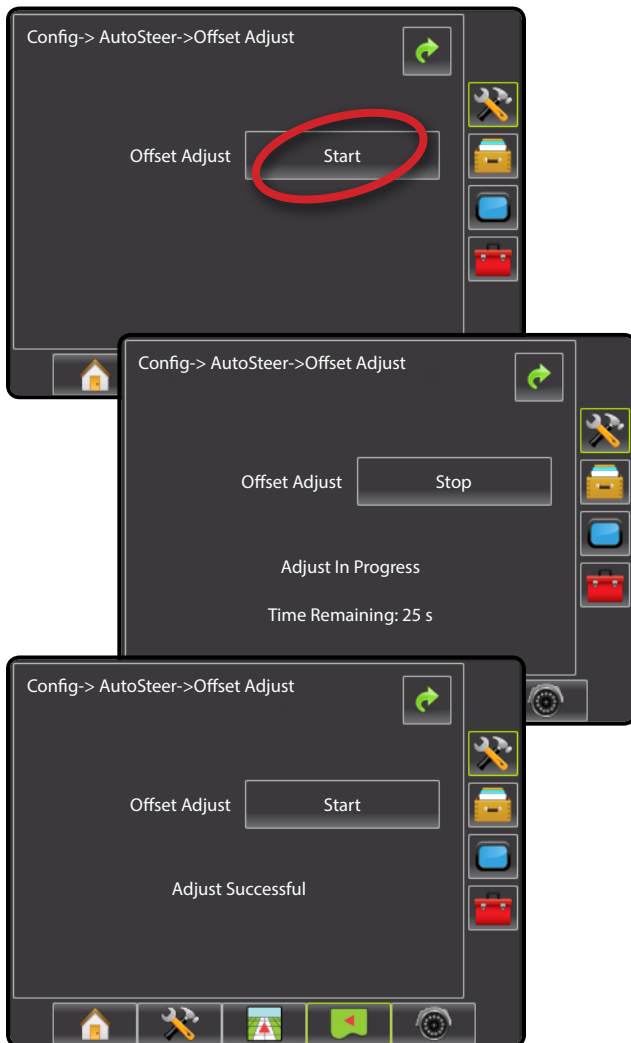 Config-> AutoSteer->Offset Adjust
Offset Adjust Start
Config-> AutoSteer->Offset Adjust
Offset Adjust Stop
Adjust In Progress
Time Remaining: 25 s
Config-> AutoSteer->Offset Adjust
Offset Adjust Start
Adjust Successful